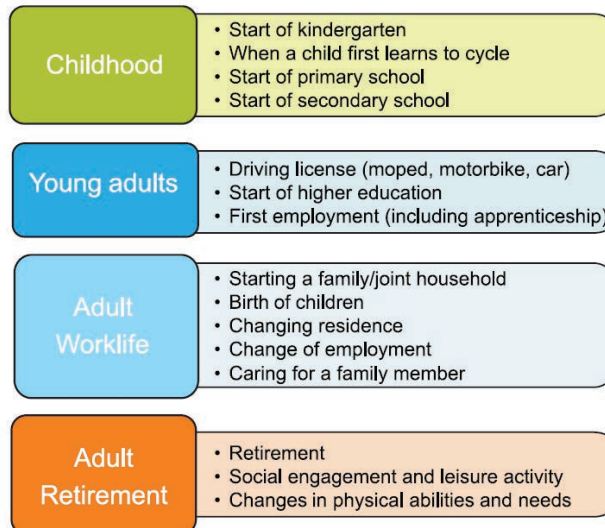 Childhood
• Start of kindergarten
• When a child first learns to cycle
• Start of primary school
• Start of secondary school
Young adults
• Driving license (moped, motorbike, car)
• Start of higher education
• First employment (including apprenticeship)
Adult
Worklife
• Starting a family/joint household
• Birth of children
• Changing residence
• Change of employment
• Caring for a family member
Adult
Retirement
• Retirement
• Social engagement and leisure activity
• Changes in physical abilities and needs